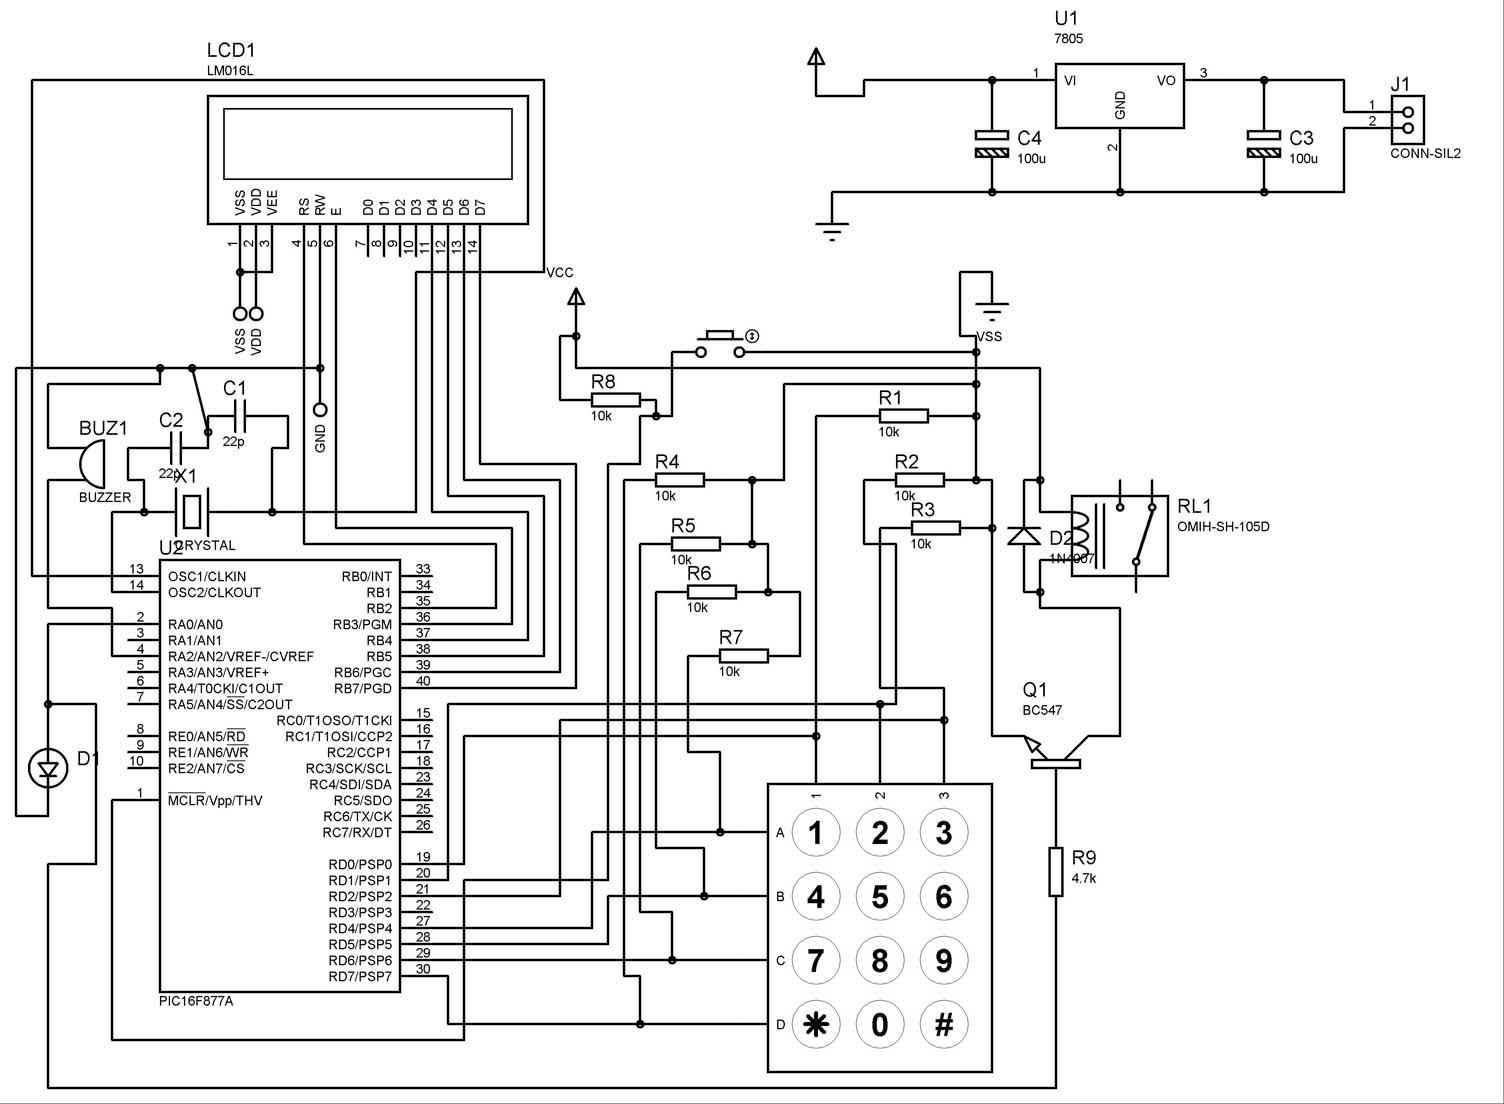 U1
7805
LCD1
LM016L
1 VI VO 3
GND
2
J1
1
2
CONN-SIL2
C4
100u
C3
100u
VSS VDD VEE RS RW E D0 D1 D2 D3 D4 D5 D6 D7
1 2 3 4 5 6 7 8 9 10 11 12 13 14
VCC
VSS VDD
VSS
R8
10k
R1
10k
C1
22p
C2
22p
GND
BUZ1
BUZZER
X1
CRYSTAL
R4
10k
R2
10k
R3
10k
R5
10k
R6
10k
R7
10k
D2
1N4007
RL1
OMIH-SH-105D
U2
13 OSC1/CLKIN RB0/INT 33
14 OSC2/CLKOUT RB1 34
RB2 35
2 RA0/AN0 RB3/PGM 36
3 RA1/AN1 RB4 37
4 RA2/AN2/VREF-/CVREF RB5 38
5 RA3/AN3/VREF+ RB6/PGC 39
6 RA4/T0CKI/C1OUT RB7/PGD 40
7 RA5/AN4/SS/C2OUT
RC0/T1OSO/T1CKI 15
8 RE0/AN5/RD RC1/T1OSI/CCP2 16
9 RE1/AN6/WR RC2/CCP1 17
10 RE2/AN7/CS RC3/SCK/SCL 18
RC4/SDI/SDA 23
1 MCLR/Vpp/THV RC5/SDO 24
RC6/TX/CK 25
RC7/RX/DT 26
RD0/PSP0 19
RD1/PSP1 20
RD2/PSP2 21
RD3/PSP3 22
RD4/PSP4 27
RD5/PSP5 28
RD6/PSP6 29
RD7/PSP7 30
PIC16F877A
D1
Q1
BC547
R9
4.7k
1 2 3
A 1 2 3
B 4 5 6
C 7 8 9
D * 0 #